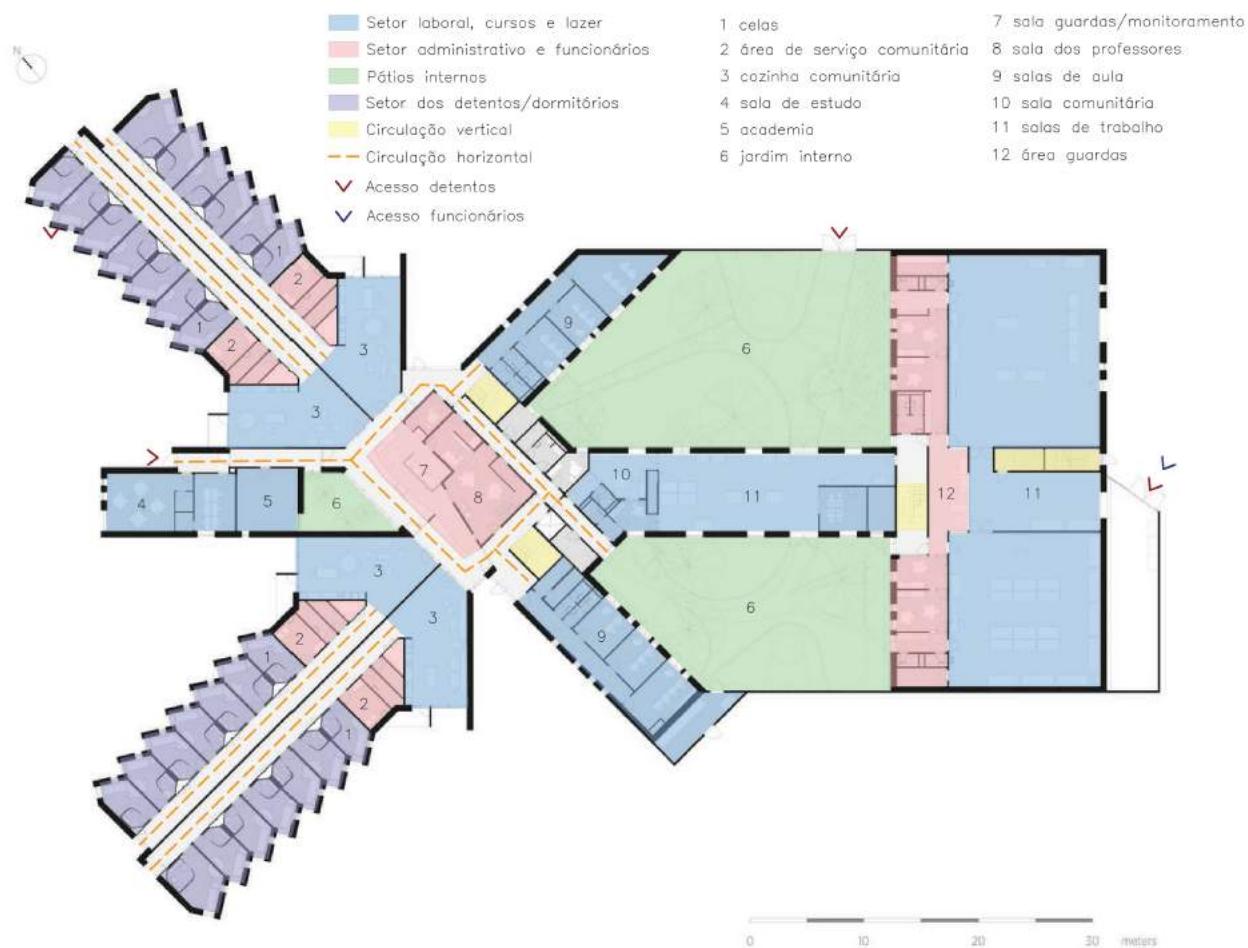 Setor laboral, cursos e lazer
Setor administrativo e funcionários
Pátios internos
Setor dos detentos/dormitórios
Circulação vertical
Circulação horizontal
Acesso detentos
Acesso funcionários
1 celas
2 área de serviço comunitária
3 cozinha comunitária
4 sala de estudo
5 academia
6 jardim interno
7 sala guardas/monitoramento
8 sala dos professores
9 salas de aula
10 sala comunitária
11 salas de trabalho
12 área guardas
N
1
2
1
2
3
3
9
6
7
8
10
11
12
11
4
5
6
3
3
2
1
2
1
9
6
0 10 20 30 meters